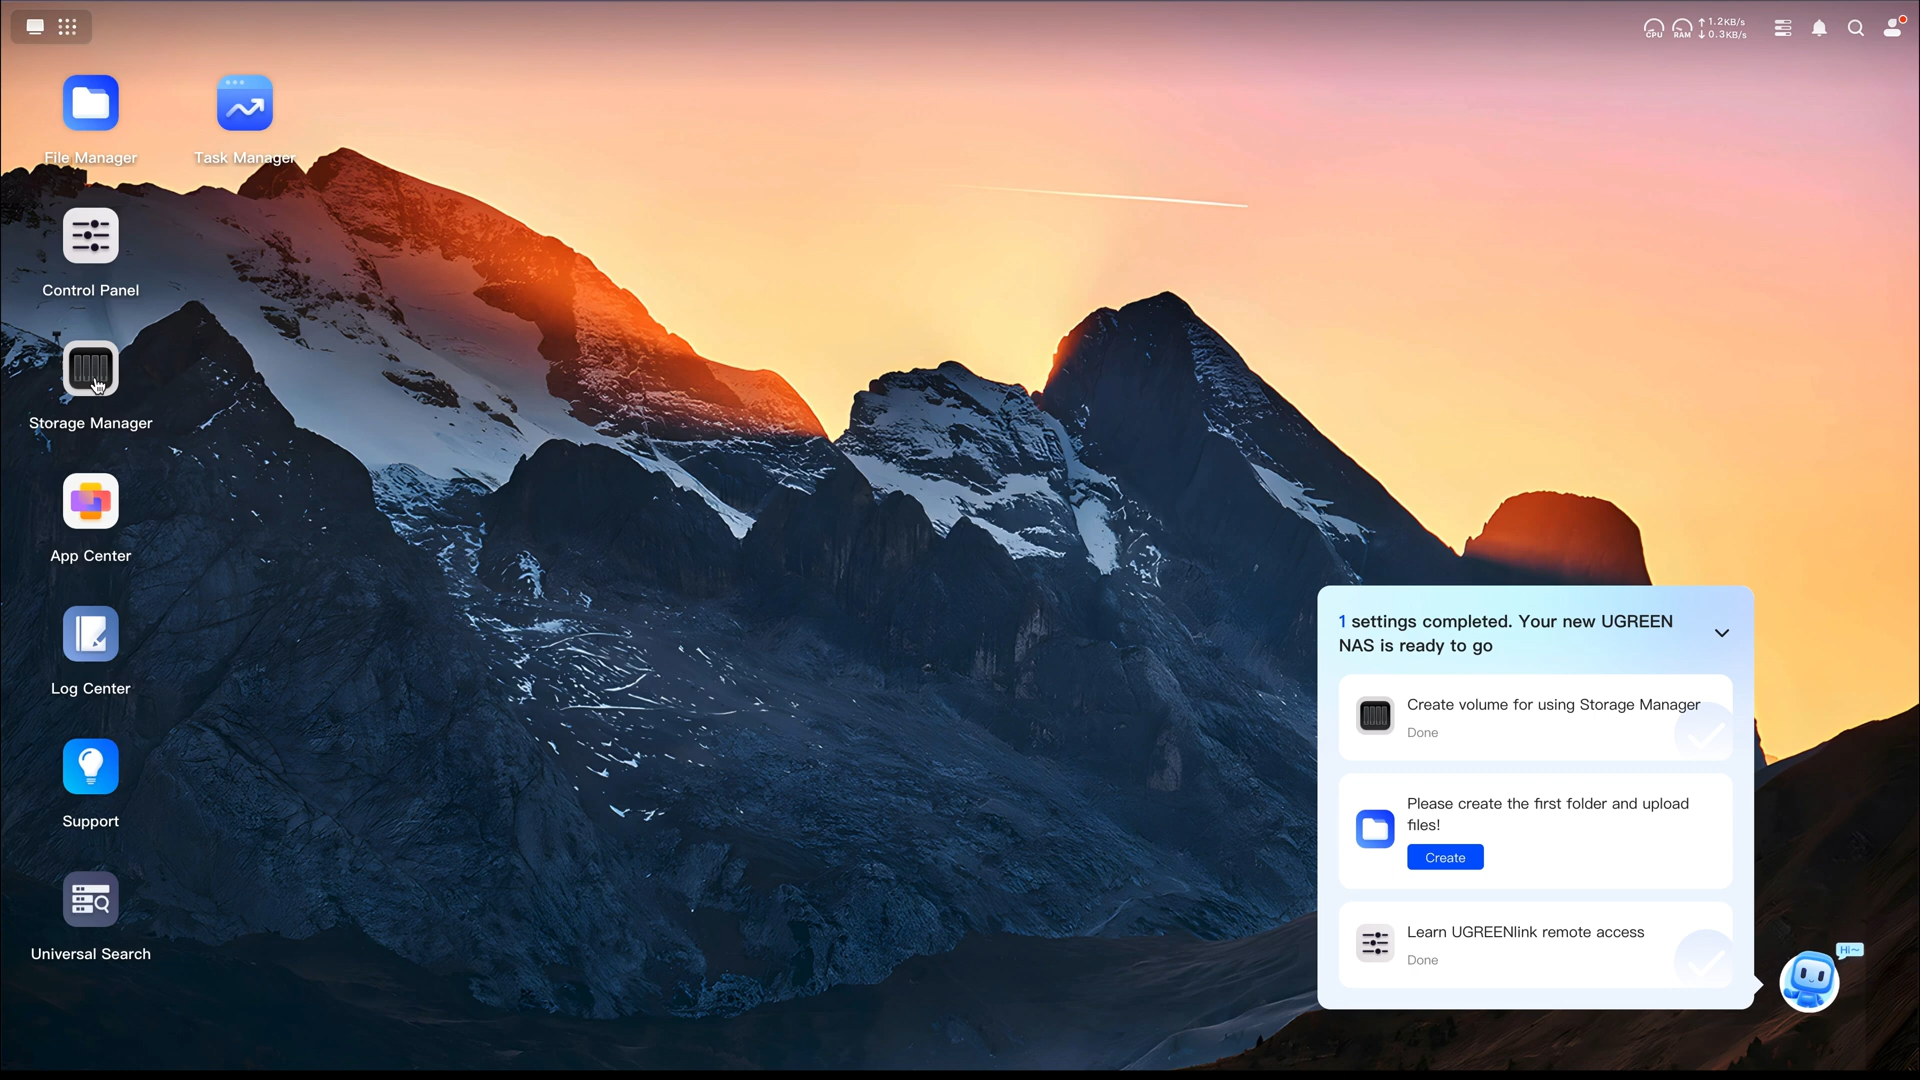 CPU
RAM
1.2KB/s
0.3KB/s
File Manager
Task Manager
Control Panel
Storage Manager
App Center
Log Center
Support
Universal Search
1 settings completed. Your new UGREEN
NAS is ready to go
Create volume for using Storage Manager
Done
Please create the first folder and upload
files!
Create
Learn UGREENlink remote access
Done
Hi~